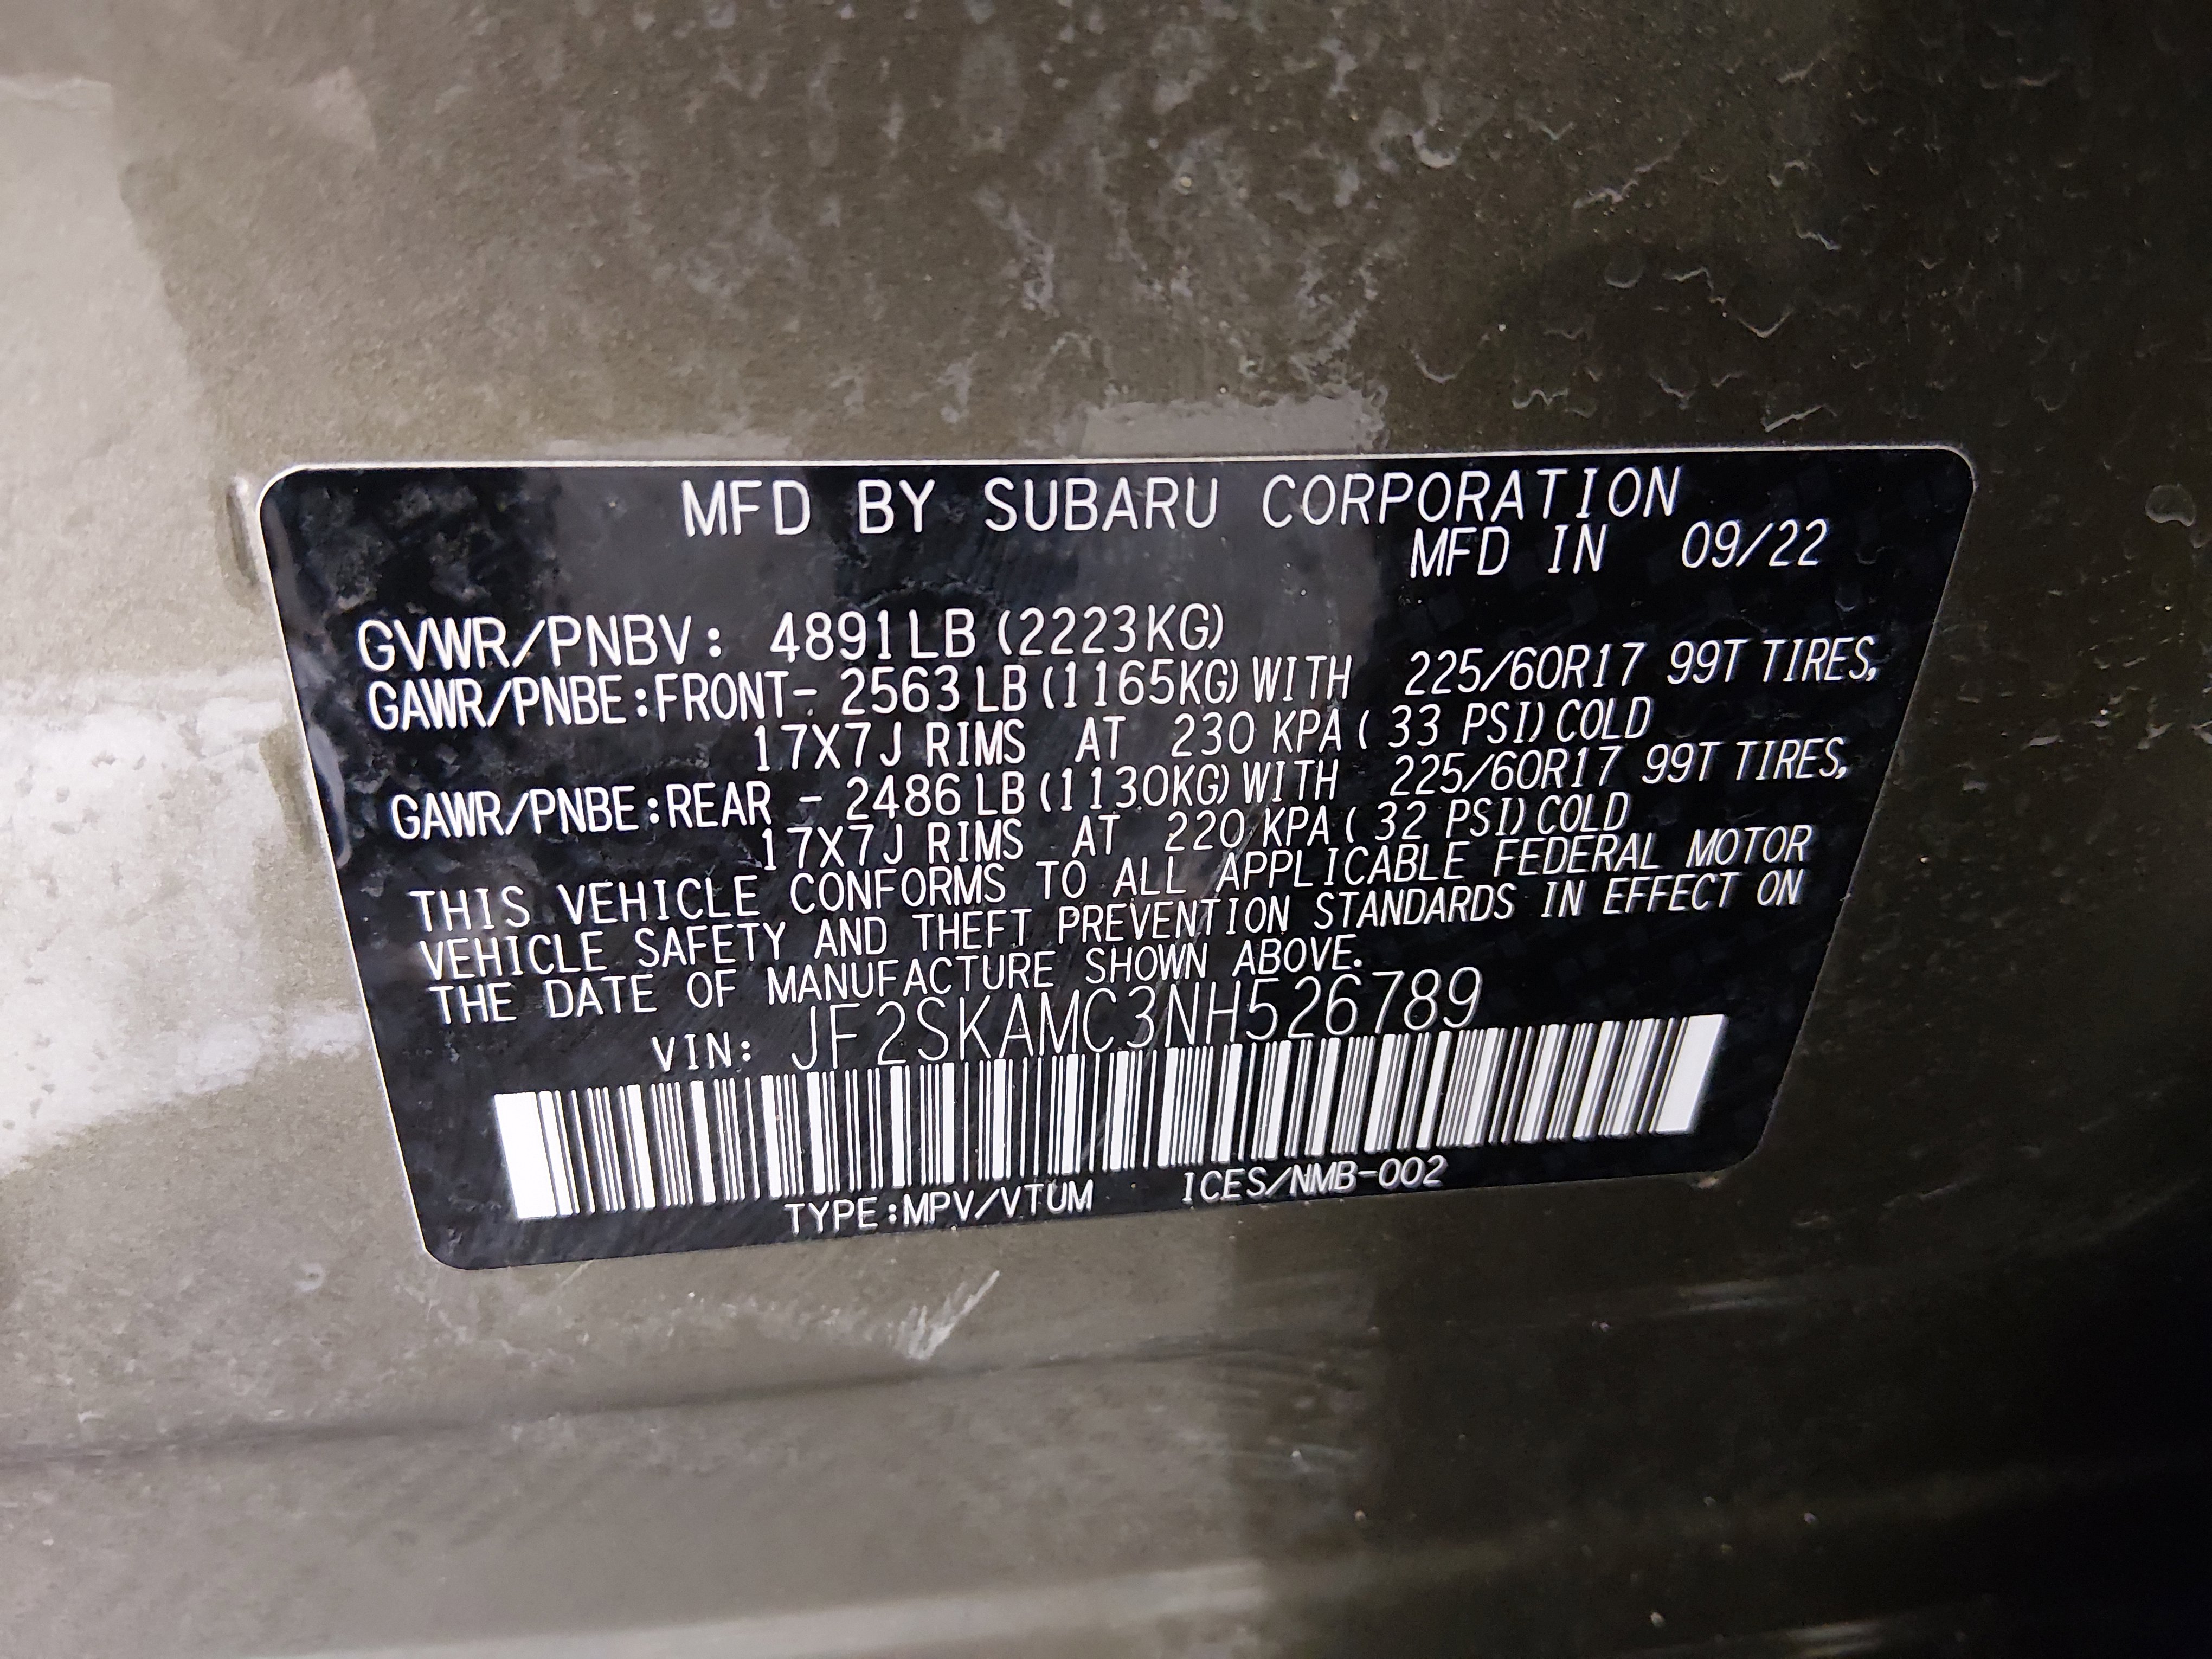 MFD BY SUBARU CORPORATION
MFD IN 09/22
GVWR/PNBV: 4891LB (2223KG)
GAWR/PNBE:FRONT- 2563LB(1165KG)WITH 225/60R17 99T TIRES,
17X7J RIMS AT 230 KPA( 33 PSI)COLD
GAWR/PNBE:REAR - 2486LB(1130KG)WITH 225/60R17 99T TIRES,
17X7J RIMS AT 220 KPA( 32 PSI)COLD
THIS VEHICLE CONFORMS TO ALL APPLICABLE FEDERAL MOTOR
VEHICLE SAFETY AND THEFT PREVENTION STANDARDS IN EFFECT ON
THE DATE OF MANUFACTURE SHOWN ABOVE.
VIN: JF2SKAMC3NH526789
TYPE:MPV/VTUM ICES/NMB-002